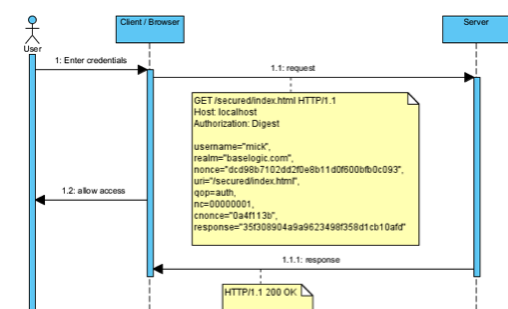 User
Client / Browser
Server
1: Enter credentials
1.1: request
GET /secured/index.html HTTP/1.1
Host: localhost
Authorization: Digest
username="mick",
realm="baselogic.com",
nonce="dcd98b7102dd2f0e8b11d0f600bfb0c093",
uri="/secured/index.html",
qop=auth,
nc=00000001,
cnonce="0a4f113b",
response="35f308904a9a9623498f358d1cb10afd"
1.2: allow access
1.1.1: response
HTTP/1.1 200 OK